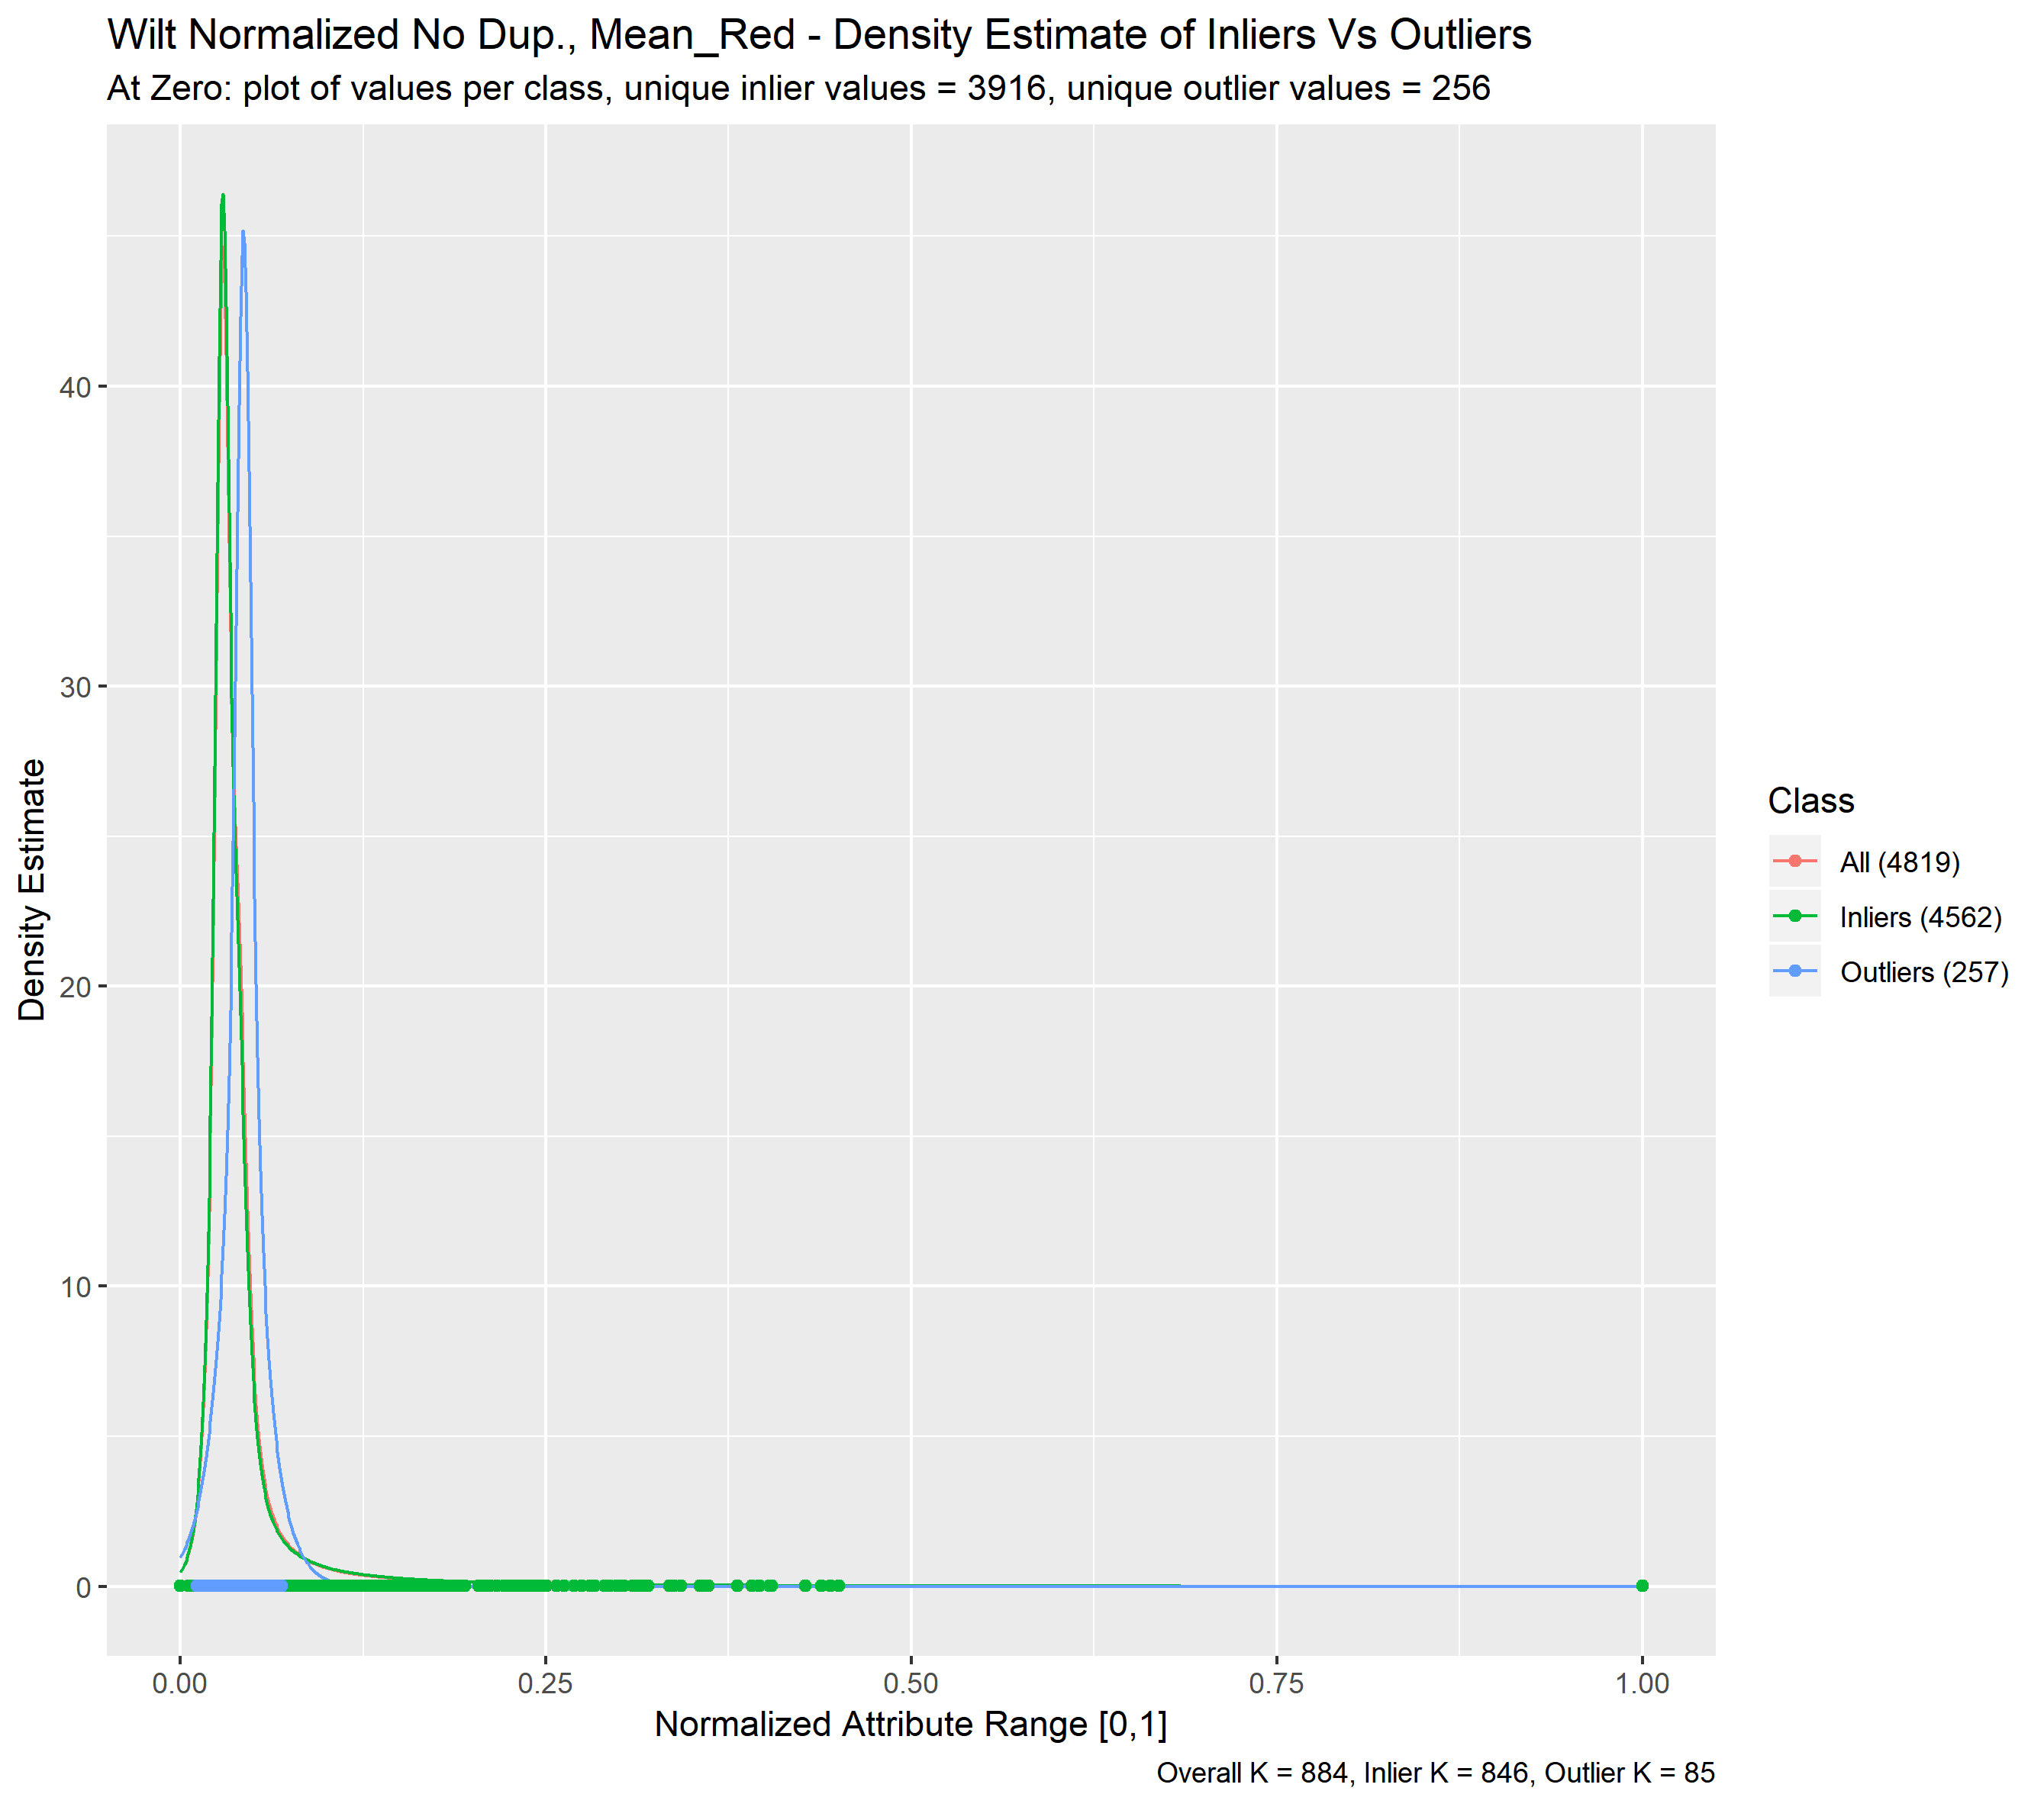 Wilt Normalized No Dup., Mean_Red - Density Estimate of Inliers Vs Outliers
At Zero: plot of values per class, unique inlier values = 3916, unique outlier values = 256
Density Estimate
40
30
20
10
0
0.00 0.25 0.50 0.75 1.00
Normalized Attribute Range [0,1]
Overall K = 884, Inlier K = 846, Outlier K = 85
Class
All (4819)
Inliers (4562)
Outliers (257)